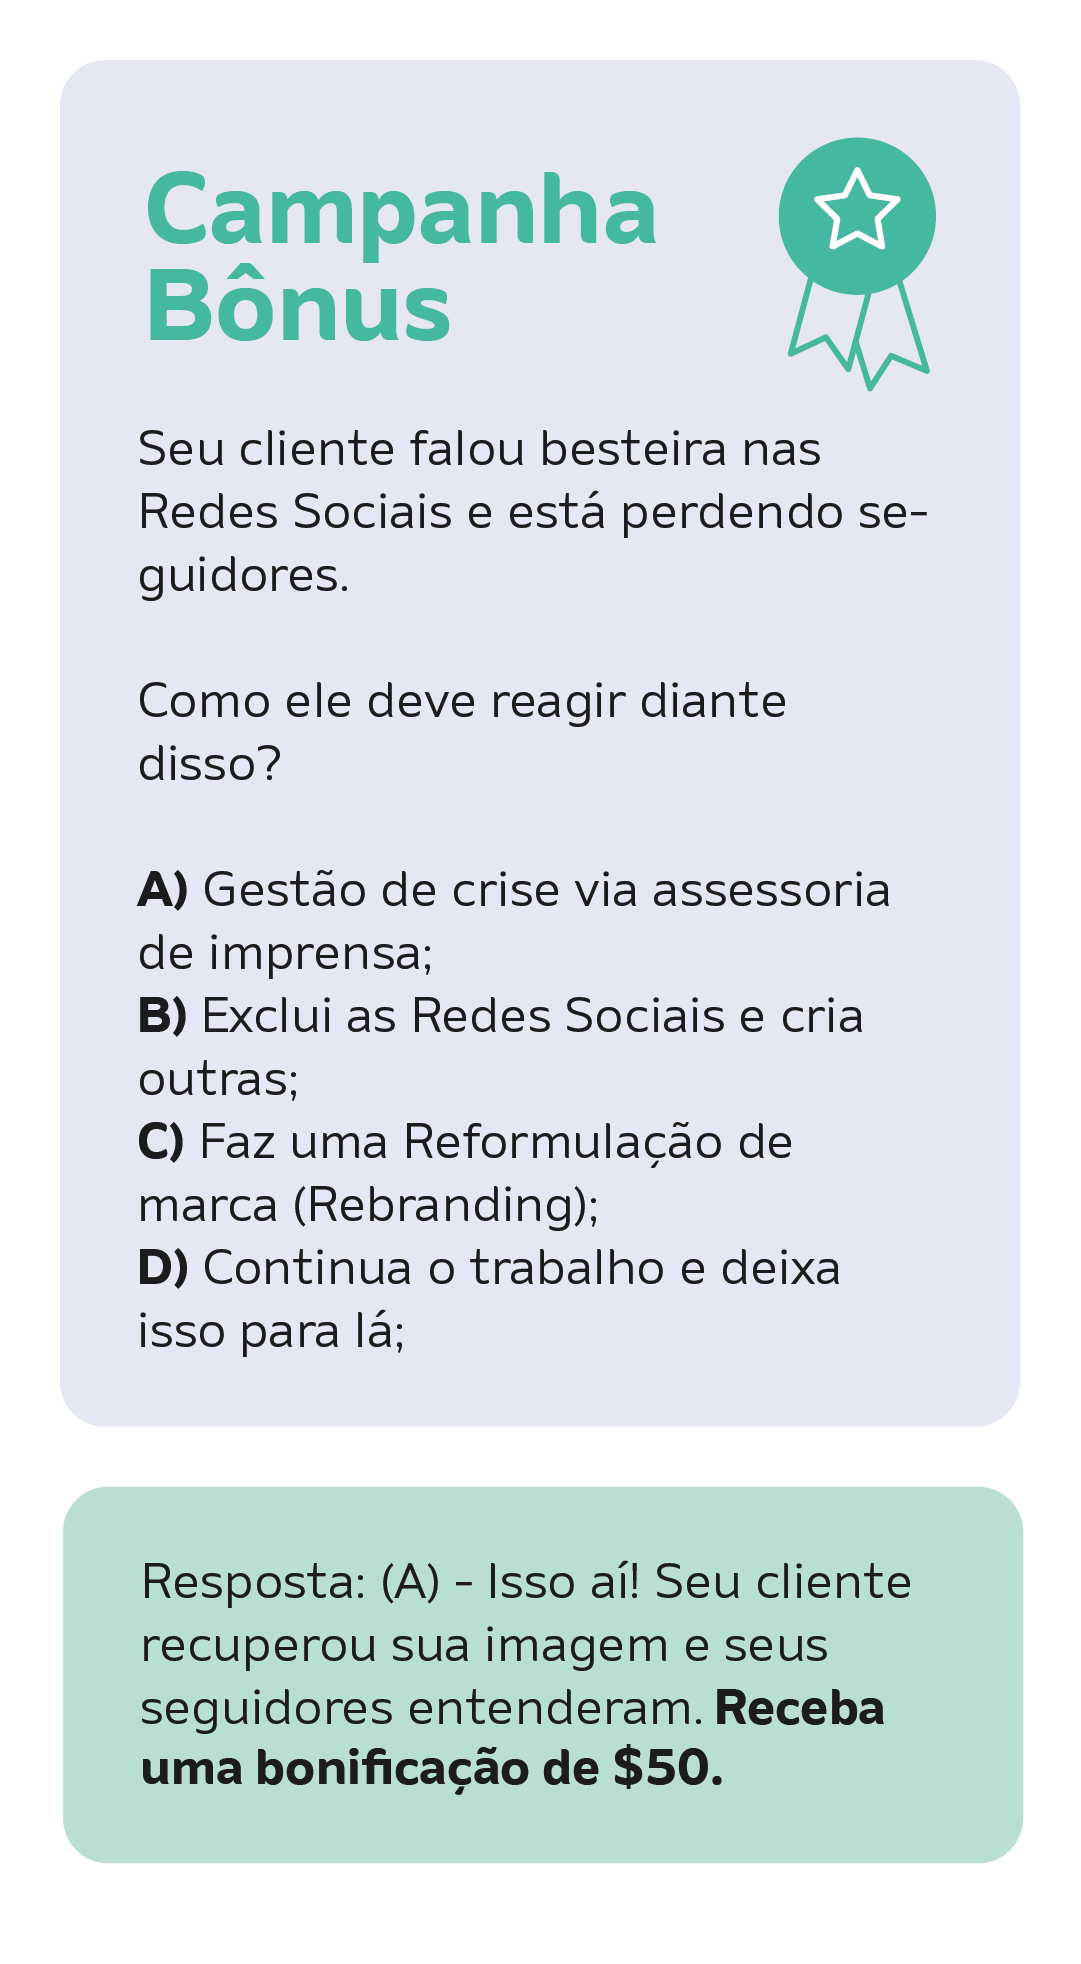 Campanha
Bônus
Seu cliente falou besteira nas
Redes Sociais e está perdendo se-
guidores.
Como ele deve reagir diante
disso?
A) Gestão de crise via assessoria
de imprensa;
B) Exclui as Redes Sociais e cria
outras;
C) Faz uma Reformulação de
marca (Rebranding);
D) Continua o trabalho e deixa
isso para lá;
Resposta: (A) - Isso aí! Seu cliente
recuperou sua imagem e seus
seguidores entenderam. Receba
uma bonificação de $50.